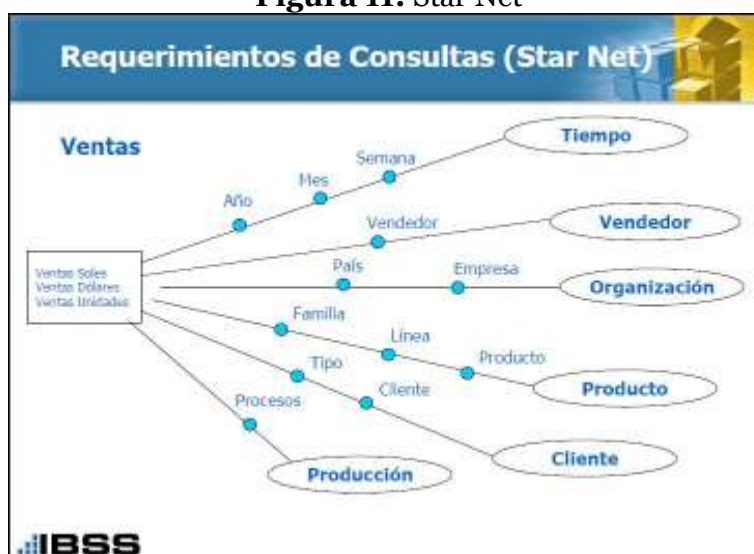 Figura 11. Star Net
Requerimientos de Consultas (Star Net)
Ventas
Tiempo
Semana
Mes
Año
Vendedor
Vendedor
País
Empresa
Organización
Ventas Soles
Ventas Dólares
Ventas Unidades
Familia
Línea
Producto
Producto
Tipo
Cliente
Cliente
Procesos
Producción
IBSS